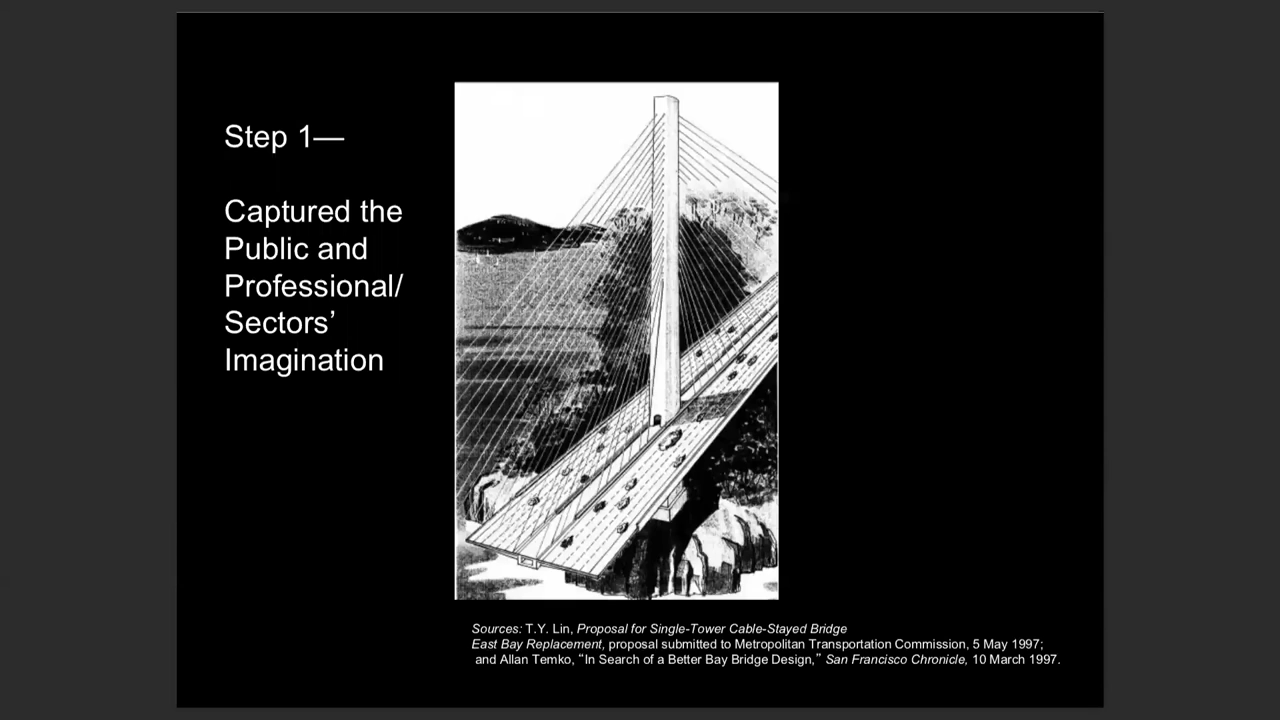 Step 1—
Captured the
Public and
Professional/
Sectors’
Imagination
Sources: T.Y. Lin, Proposal for Single-Tower Cable-Stayed Bridge
East Bay Replacement, proposal submitted to Metropolitan Transportation Commission, 5 May 1997;
and Allan Temko, “In Search of a Better Bay Bridge Design,” San Francisco Chronicle, 10 March 1997.